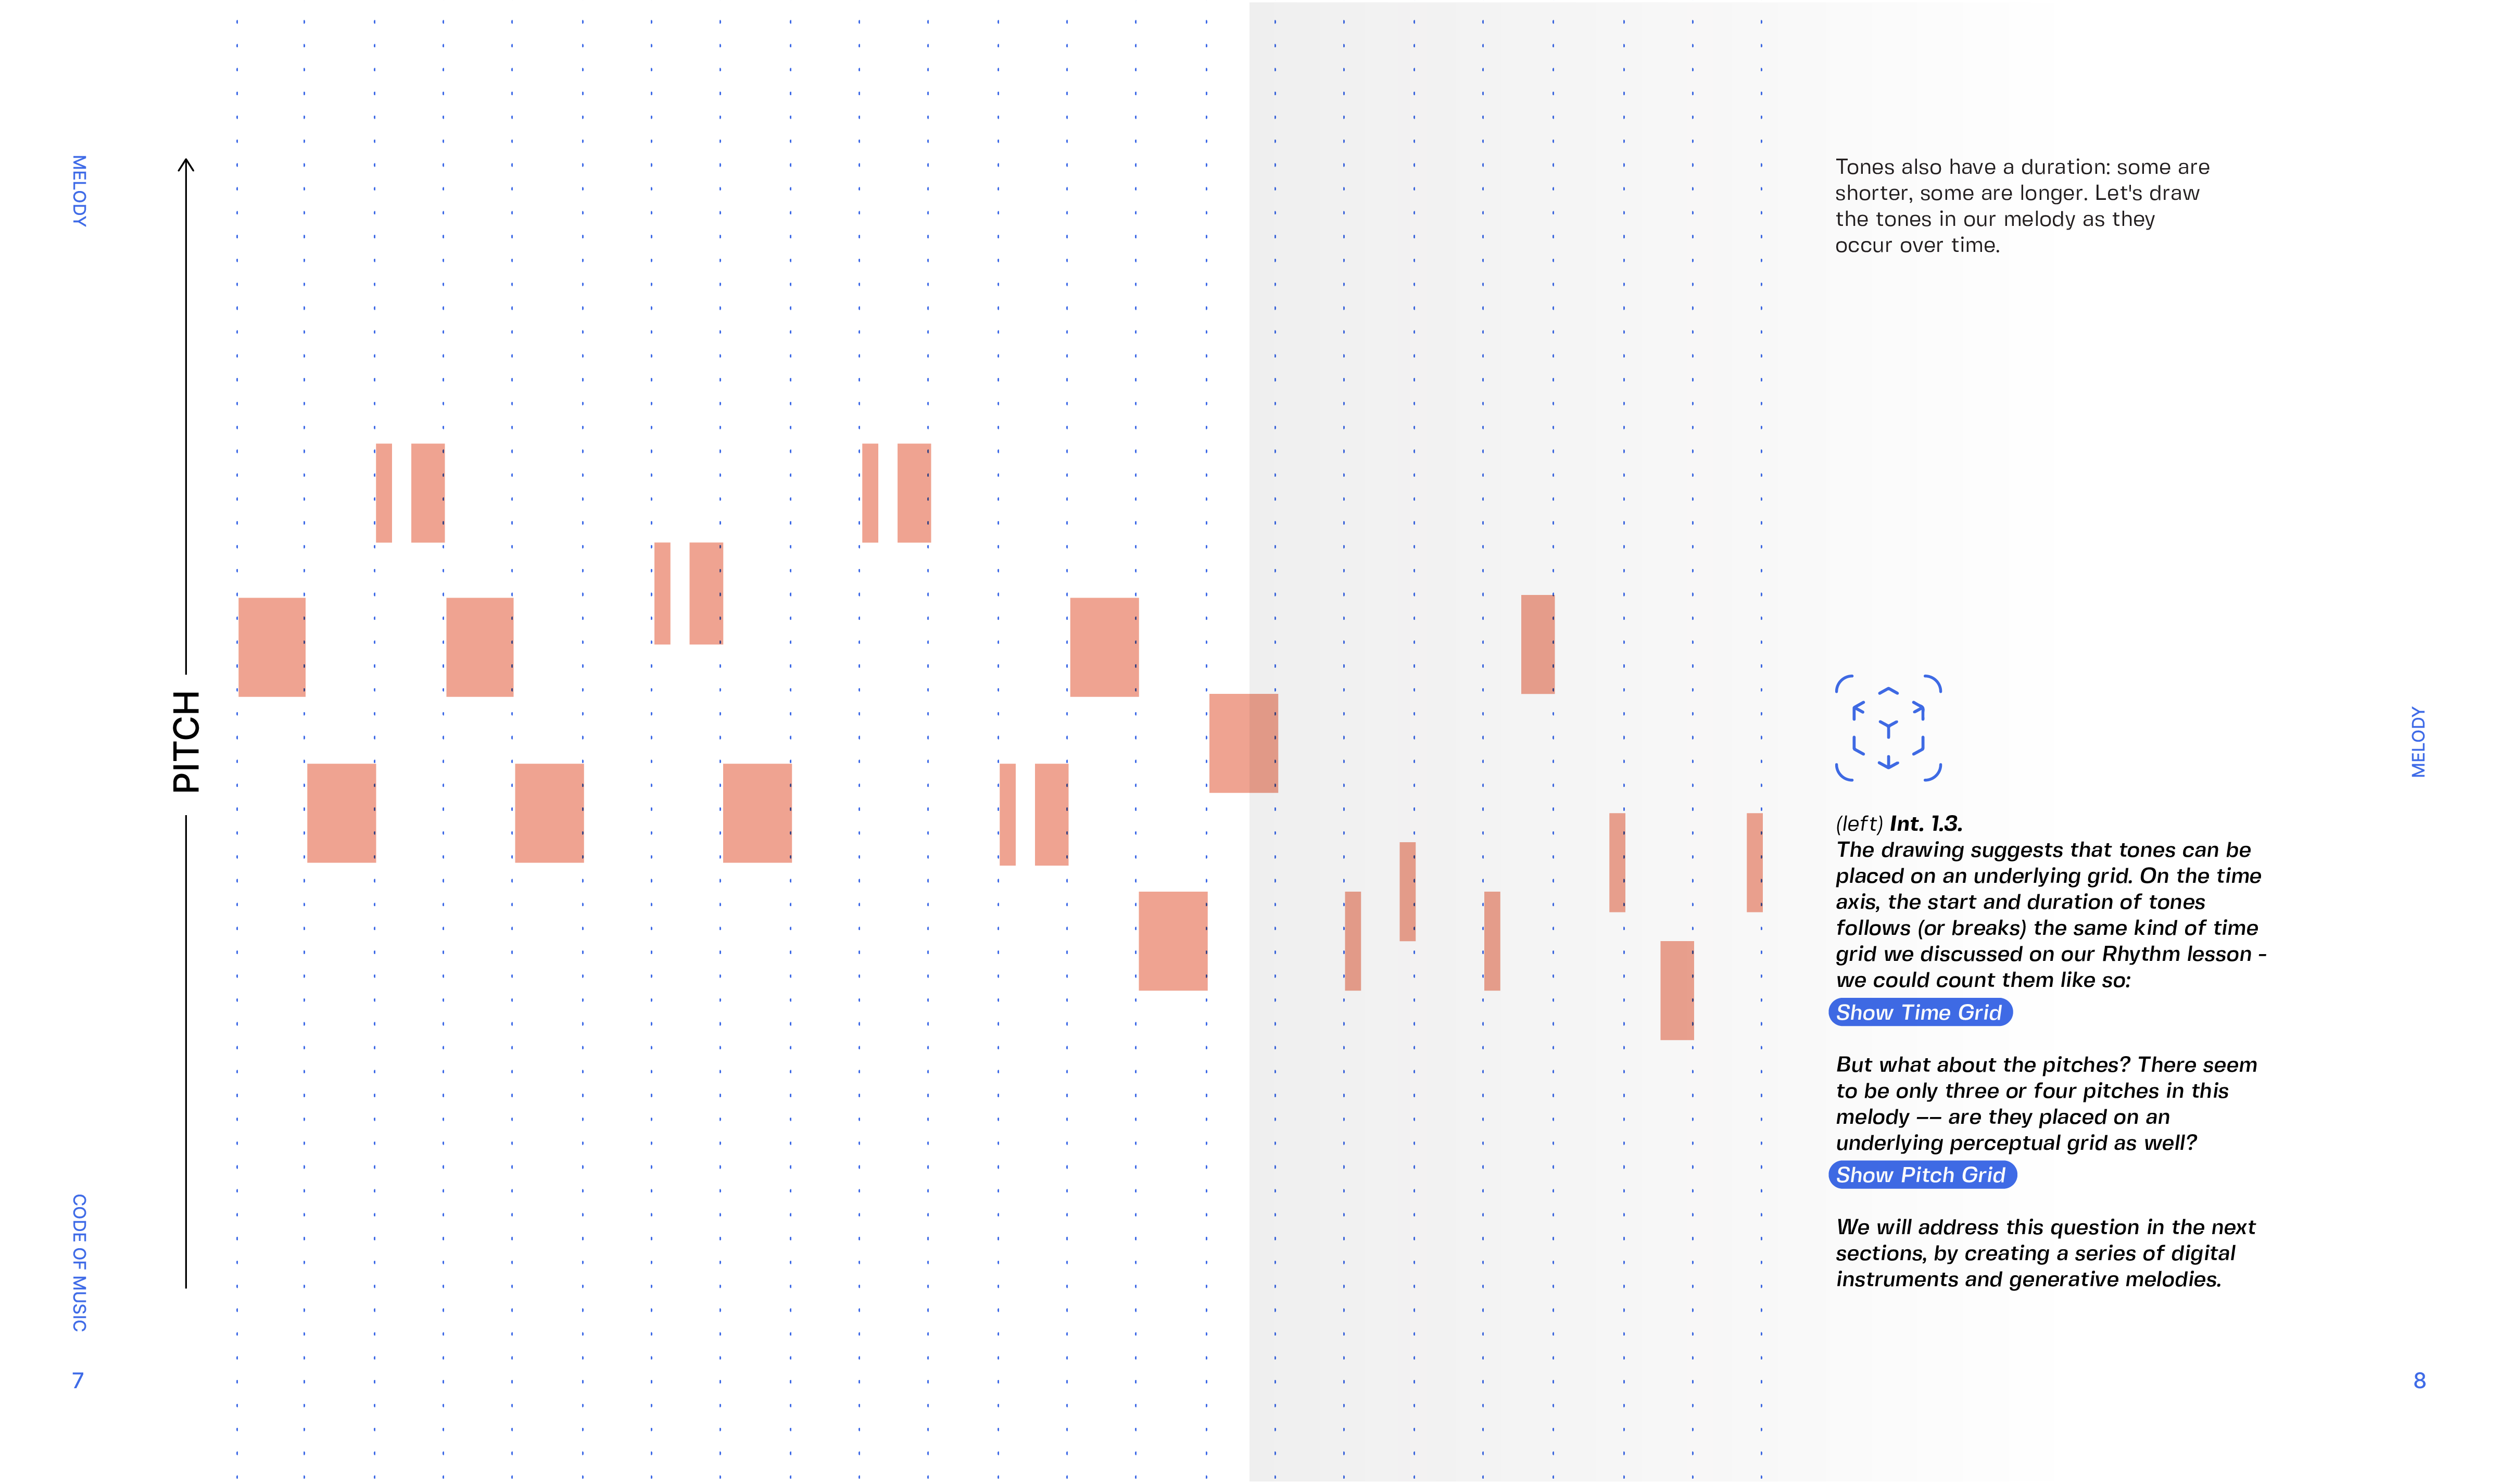 MELODY
PITCH
CODE OF MUSIC
7
Tones also have a duration: some are
shorter, some are longer. Let's draw
the tones in our melody as they
occur over time.
(left) Int. 1.3.
The drawing suggests that tones can be
placed on an underlying grid. On the time
axis, the start and duration of tones
follows (or breaks) the same kind of time
grid we discussed on our Rhythm lesson -
we could count them like so:
Show Time Grid
But what about the pitches? There seem
to be only three or four pitches in this
melody –– are they placed on an
underlying perceptual grid as well?
Show Pitch Grid
We will address this question in the next
sections, by creating a series of digital
instruments and generative melodies.
MELODY
8